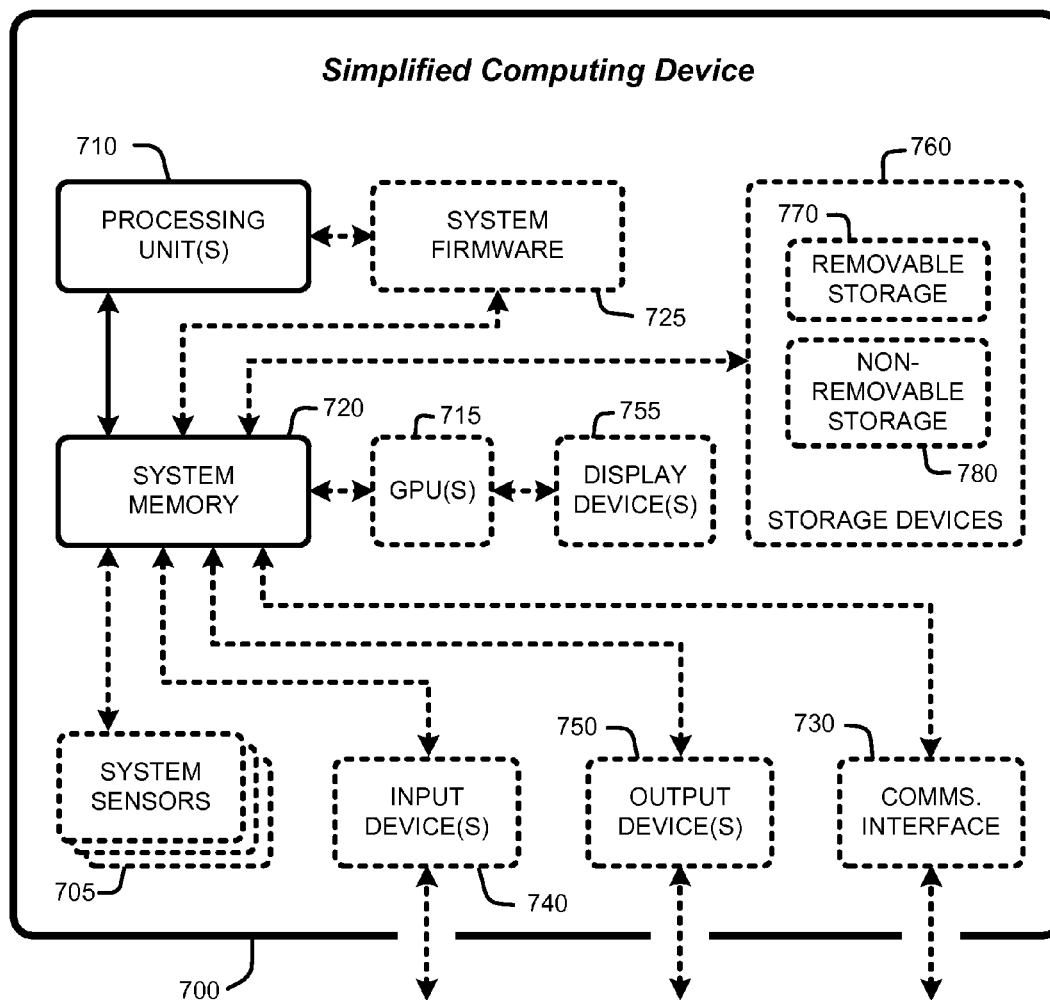 Simplified Computing Device
710
760
PROCESSING
UNIT(S)
SYSTEM
FIRMWARE
770
REMOVABLE
STORAGE
725
NON-
REMOVABLE
STORAGE
720
715
755
780
SYSTEM
MEMORY
GPU(S)
DISPLAY
DEVICE(S)
STORAGE DEVICES
750
730
SYSTEM
SENSORS
INPUT
DEVICE(S)
OUTPUT
DEVICE(S)
COMMS.
INTERFACE
705
740
700